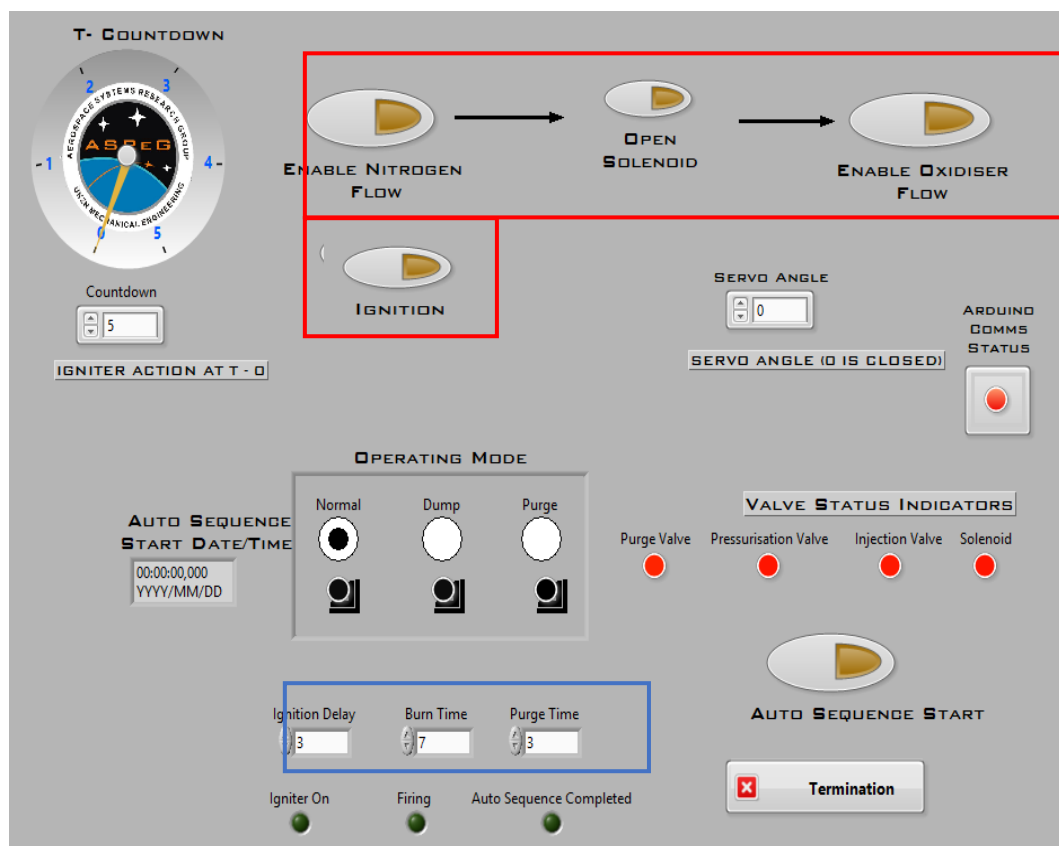 T- COUNTDOWN
2
3
1
4
0
5
AEROSPACE SYSTEMS RESEARCH GROUP
ASREG
UKZN MECHANICAL ENGINEERING
Countdown
5
IGNITER ACTION AT T - 0
ENABLE NITROGEN
FLOW
OPEN
SOLENOID
ENABLE OXIDISER
FLOW
IGNITION
SERVO ANGLE
0
SERVO ANGLE (0 IS CLOSED)
ARDUINO
COMMS
STATUS
OPERATING MODE
Normal
Dump
Purge
AUTO SEQUENCE
START DATE/TIME
00:00:00,000
YYYY/MM/DD
VALVE STATUS INDICATORS
Purge Valve
Pressurisation Valve
Injection Valve
Solenoid
AUTO SEQUENCE START
Ignition Delay
Burn Time
Purge Time
3
7
3
Termination
Igniter On
Firing
Auto Sequence Completed